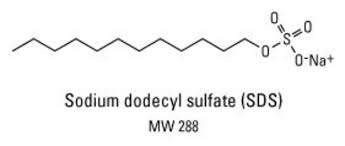 O O
S
O O-Na+
Sodium dodecyl sulfate (SDS)
MW 288